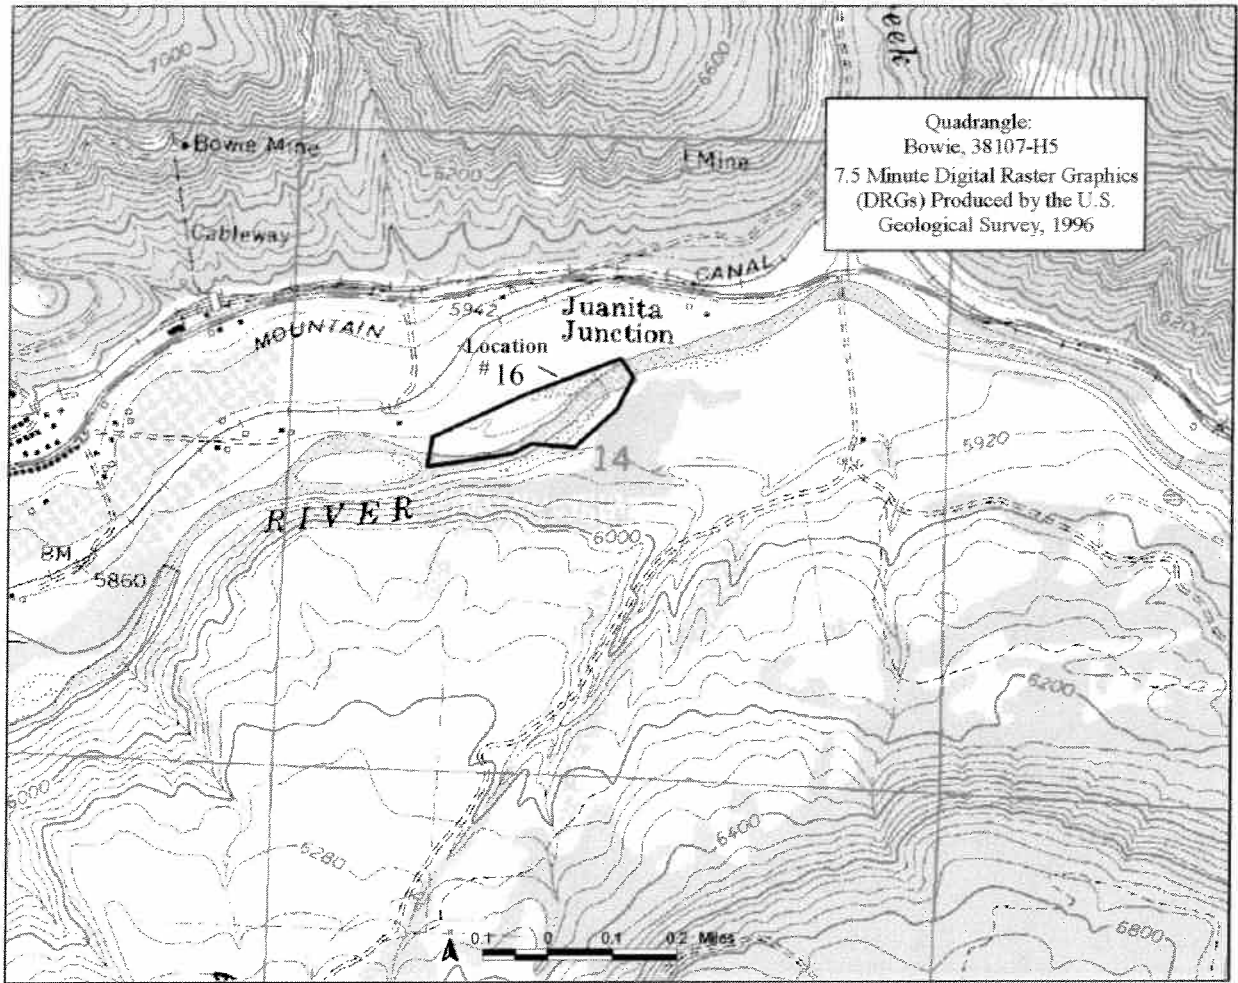 eek
7000
6600
Quadrangle:
Bowie, 38107-H5
7.5 Minute Digital Raster Graphics
(DRGs) Produced by the U.S.
Geological Survey, 1996
Bowie Mine
Mine
6200
Cableway
6200
CANAL
5942
Juanita
Junction
MOUNTAIN
Location
# 16
14
5920
RIVER
6000
BM
5860
6200
6000
6400
6280
6800
0.1 0 0.1 0.2 Miles